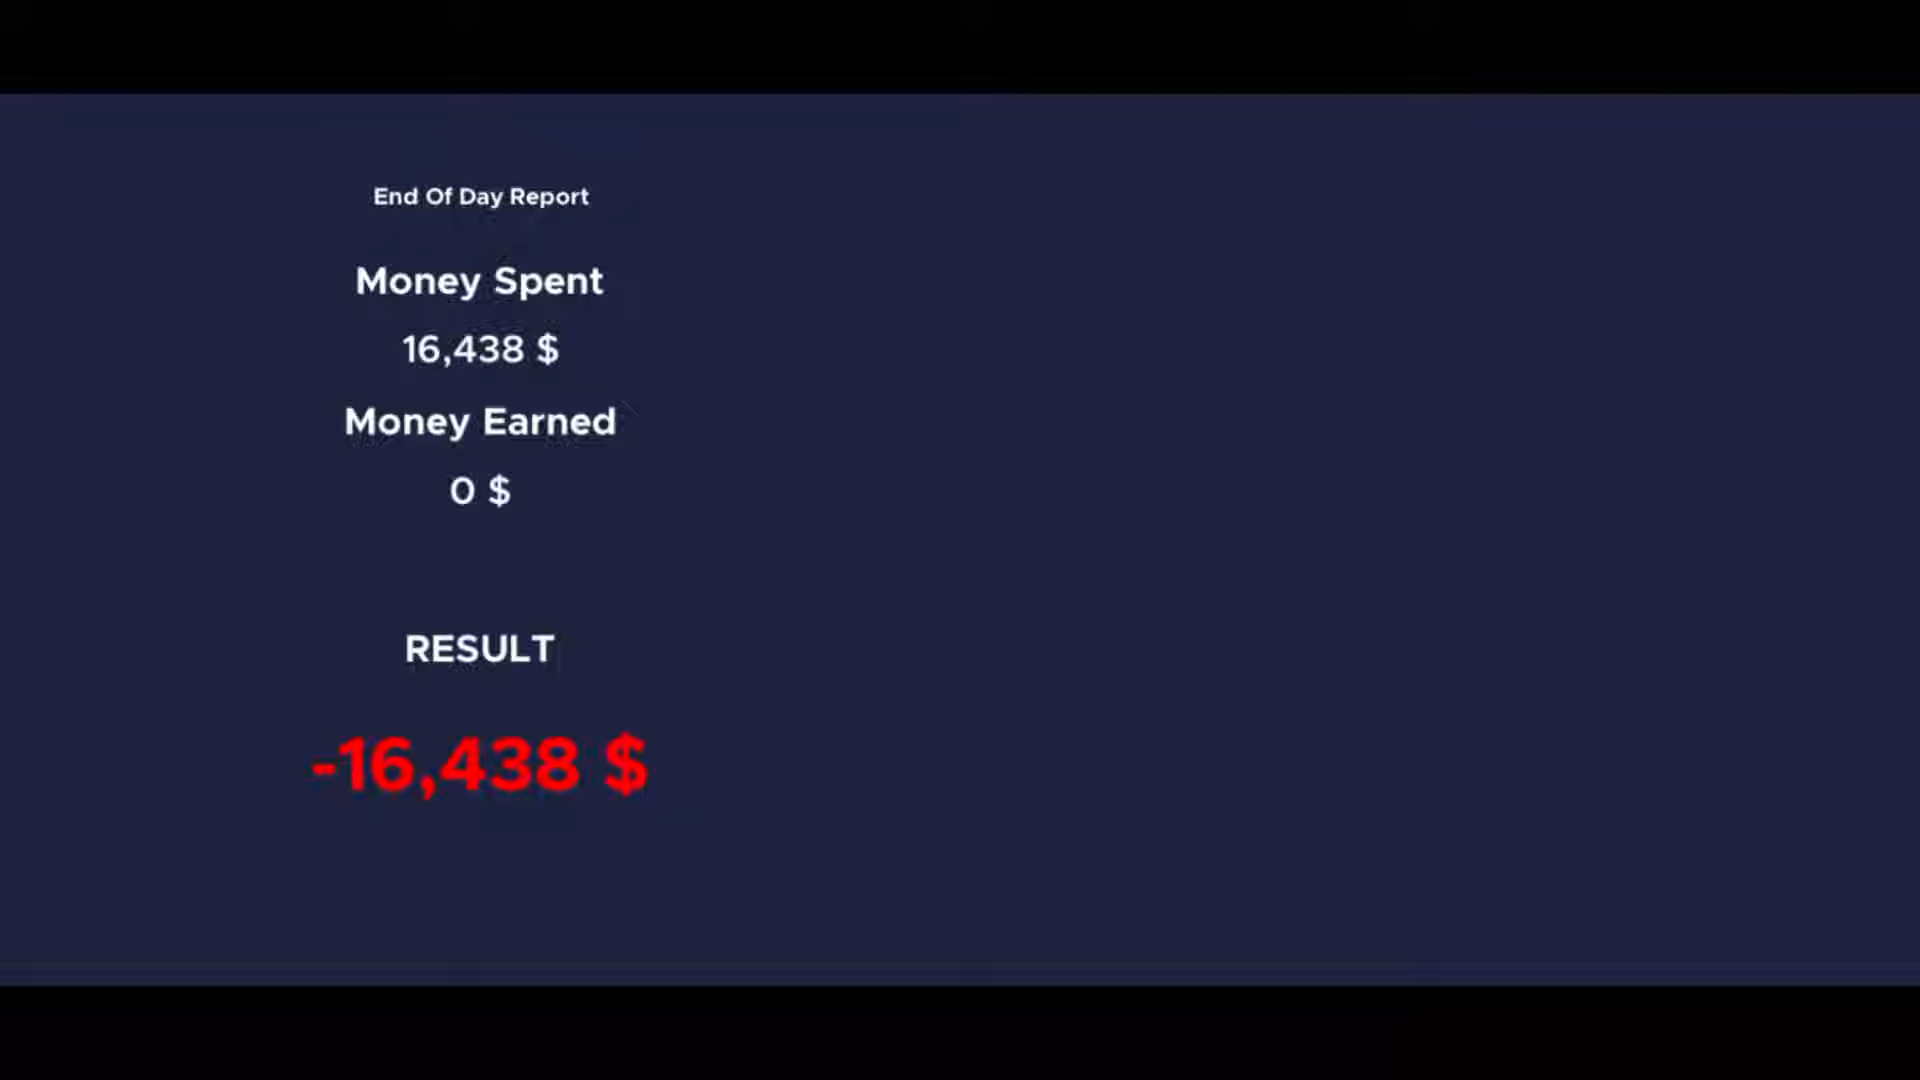 End Of Day Report
Money Spent
16,438 $
Money Earned
0 $
RESULT
-16,438 $